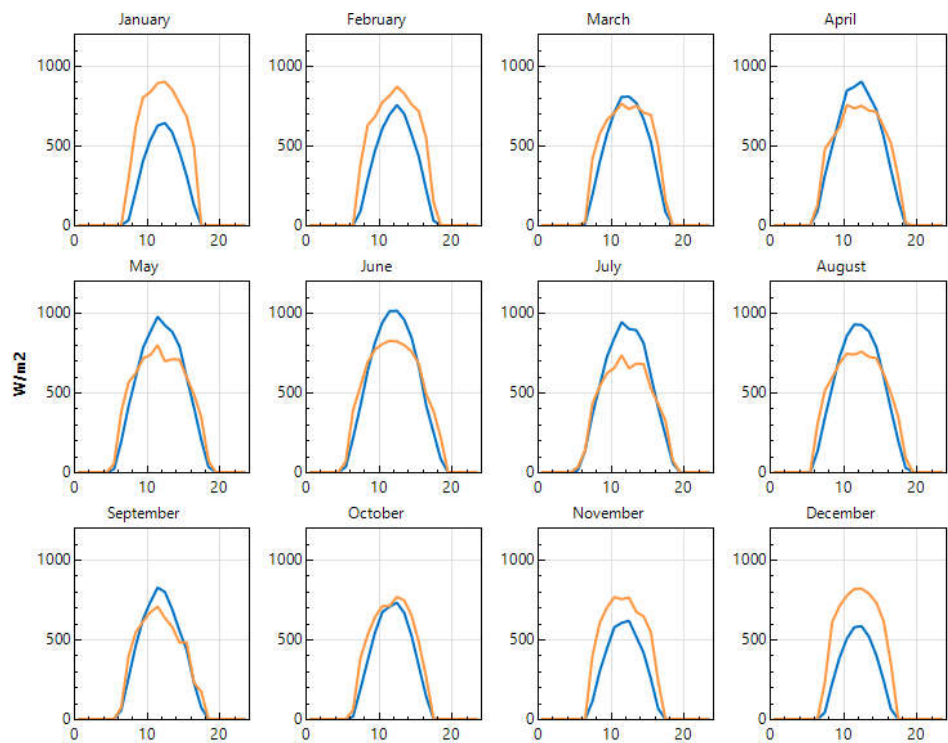 January February March April
1000 1000 1000 1000
500 500 500 500
0 0 0 0
0 10 20 0 10 20 0 10 20 0 10 20
May June July August
1000 1000 1000 1000
W/m2
500 500 500 500
0 0 0 0
0 10 20 0 10 20 0 10 20 0 10 20
September October November December
1000 1000 1000 1000
500 500 500 500
0 0 0 0
0 10 20 0 10 20 0 10 20 0 10 20